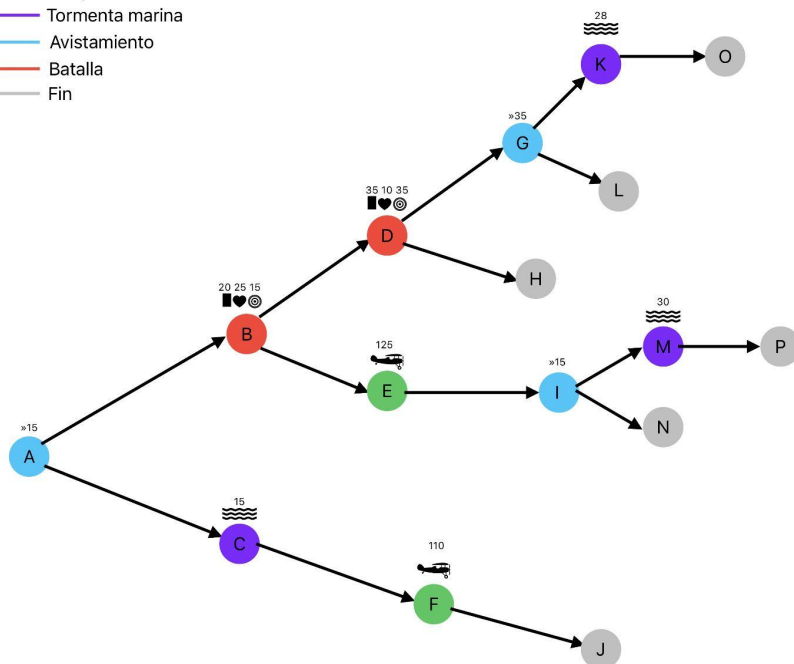 Tormenta marina
Avistamiento
Batalla
Fin
28
K
O
»35
G
L
35 10 35
D
H
20 25 15
B
125
E
»15
I
30
M
P
N
»15
A
15
C
110
F
J